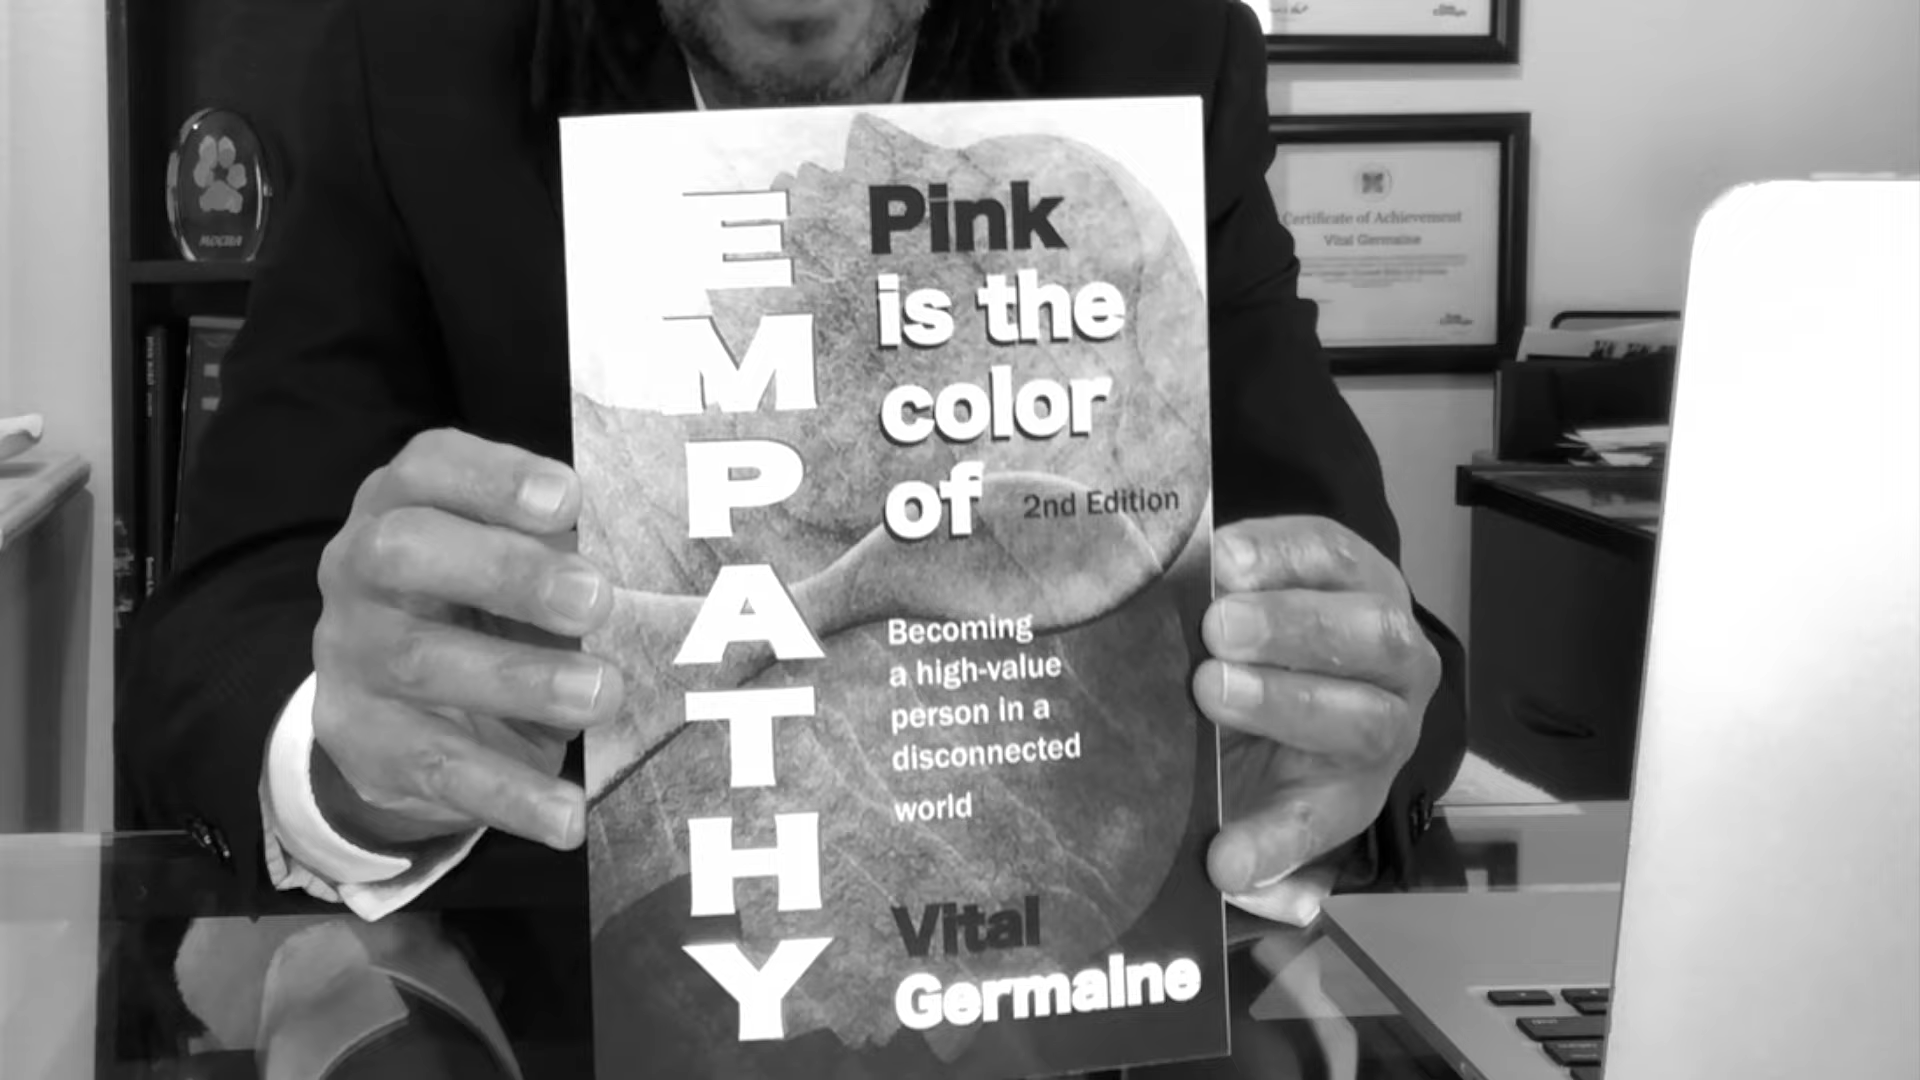 Pink
is the
color
of
EMPATHY
2nd Edition
Becoming
a high-value
person in a
disconnected
world
Vital
Germaine
Certificate of Achievement
Vital Germaine
MOCHA